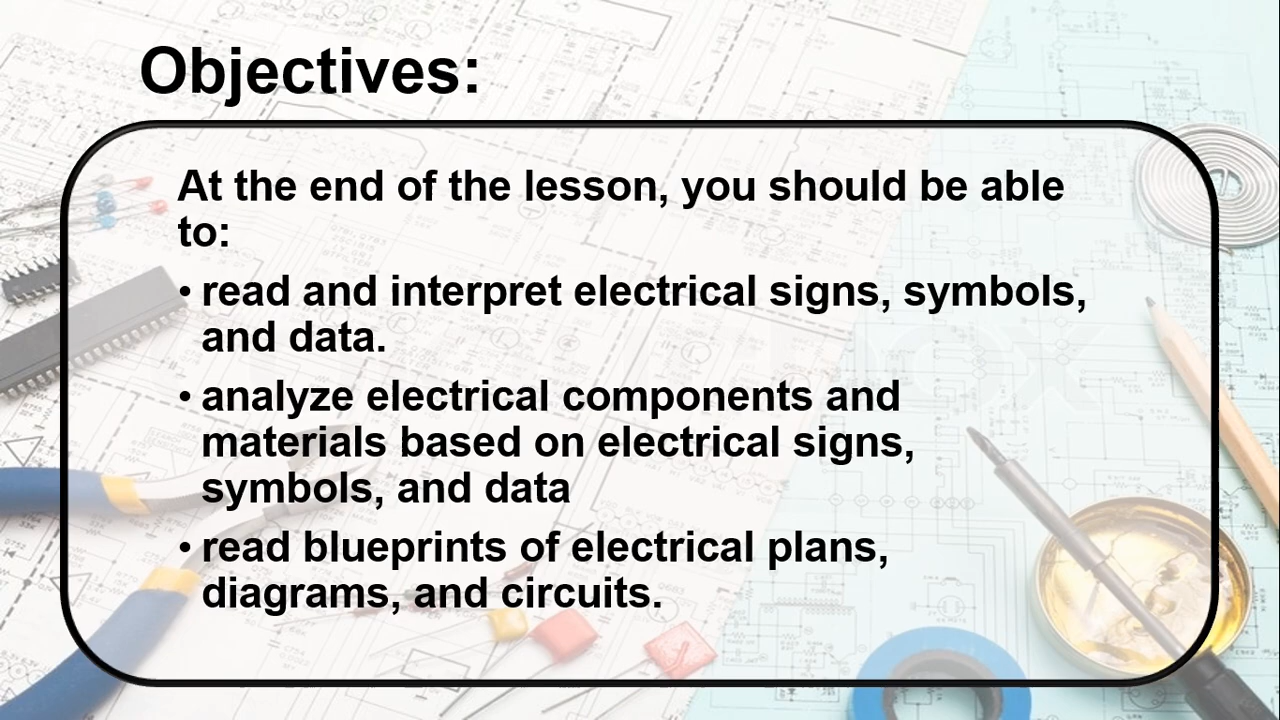 Objectives:
At the end of the lesson, you should be able
to:
• read and interpret electrical signs, symbols,
and data.
• analyze electrical components and
materials based on electrical signs,
symbols, and data
• read blueprints of electrical plans,
diagrams, and circuits.